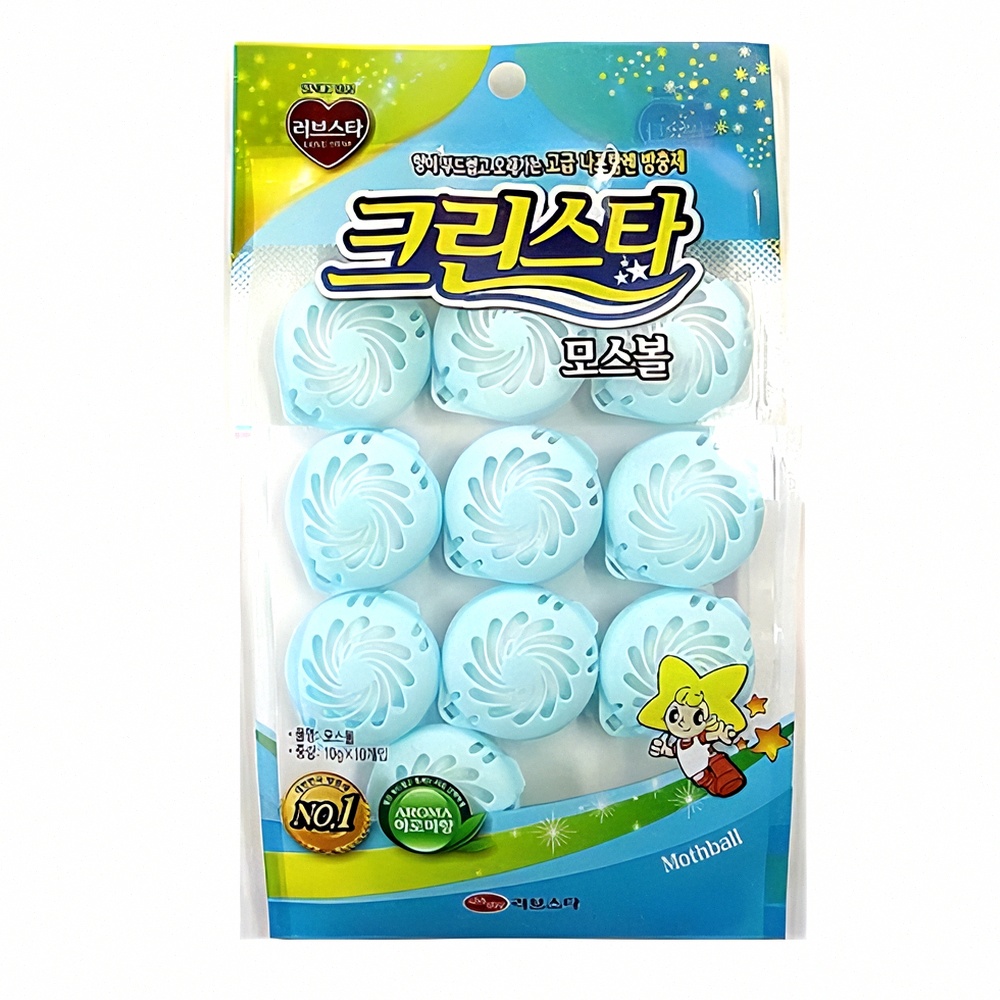 러브스타
고급 나프탈렌 방충제
크린스타
모스볼
· 품명: 모스볼
· 중량: 10g×10개입
NO.1
AROMA
아로미향
Mothball
러브스타